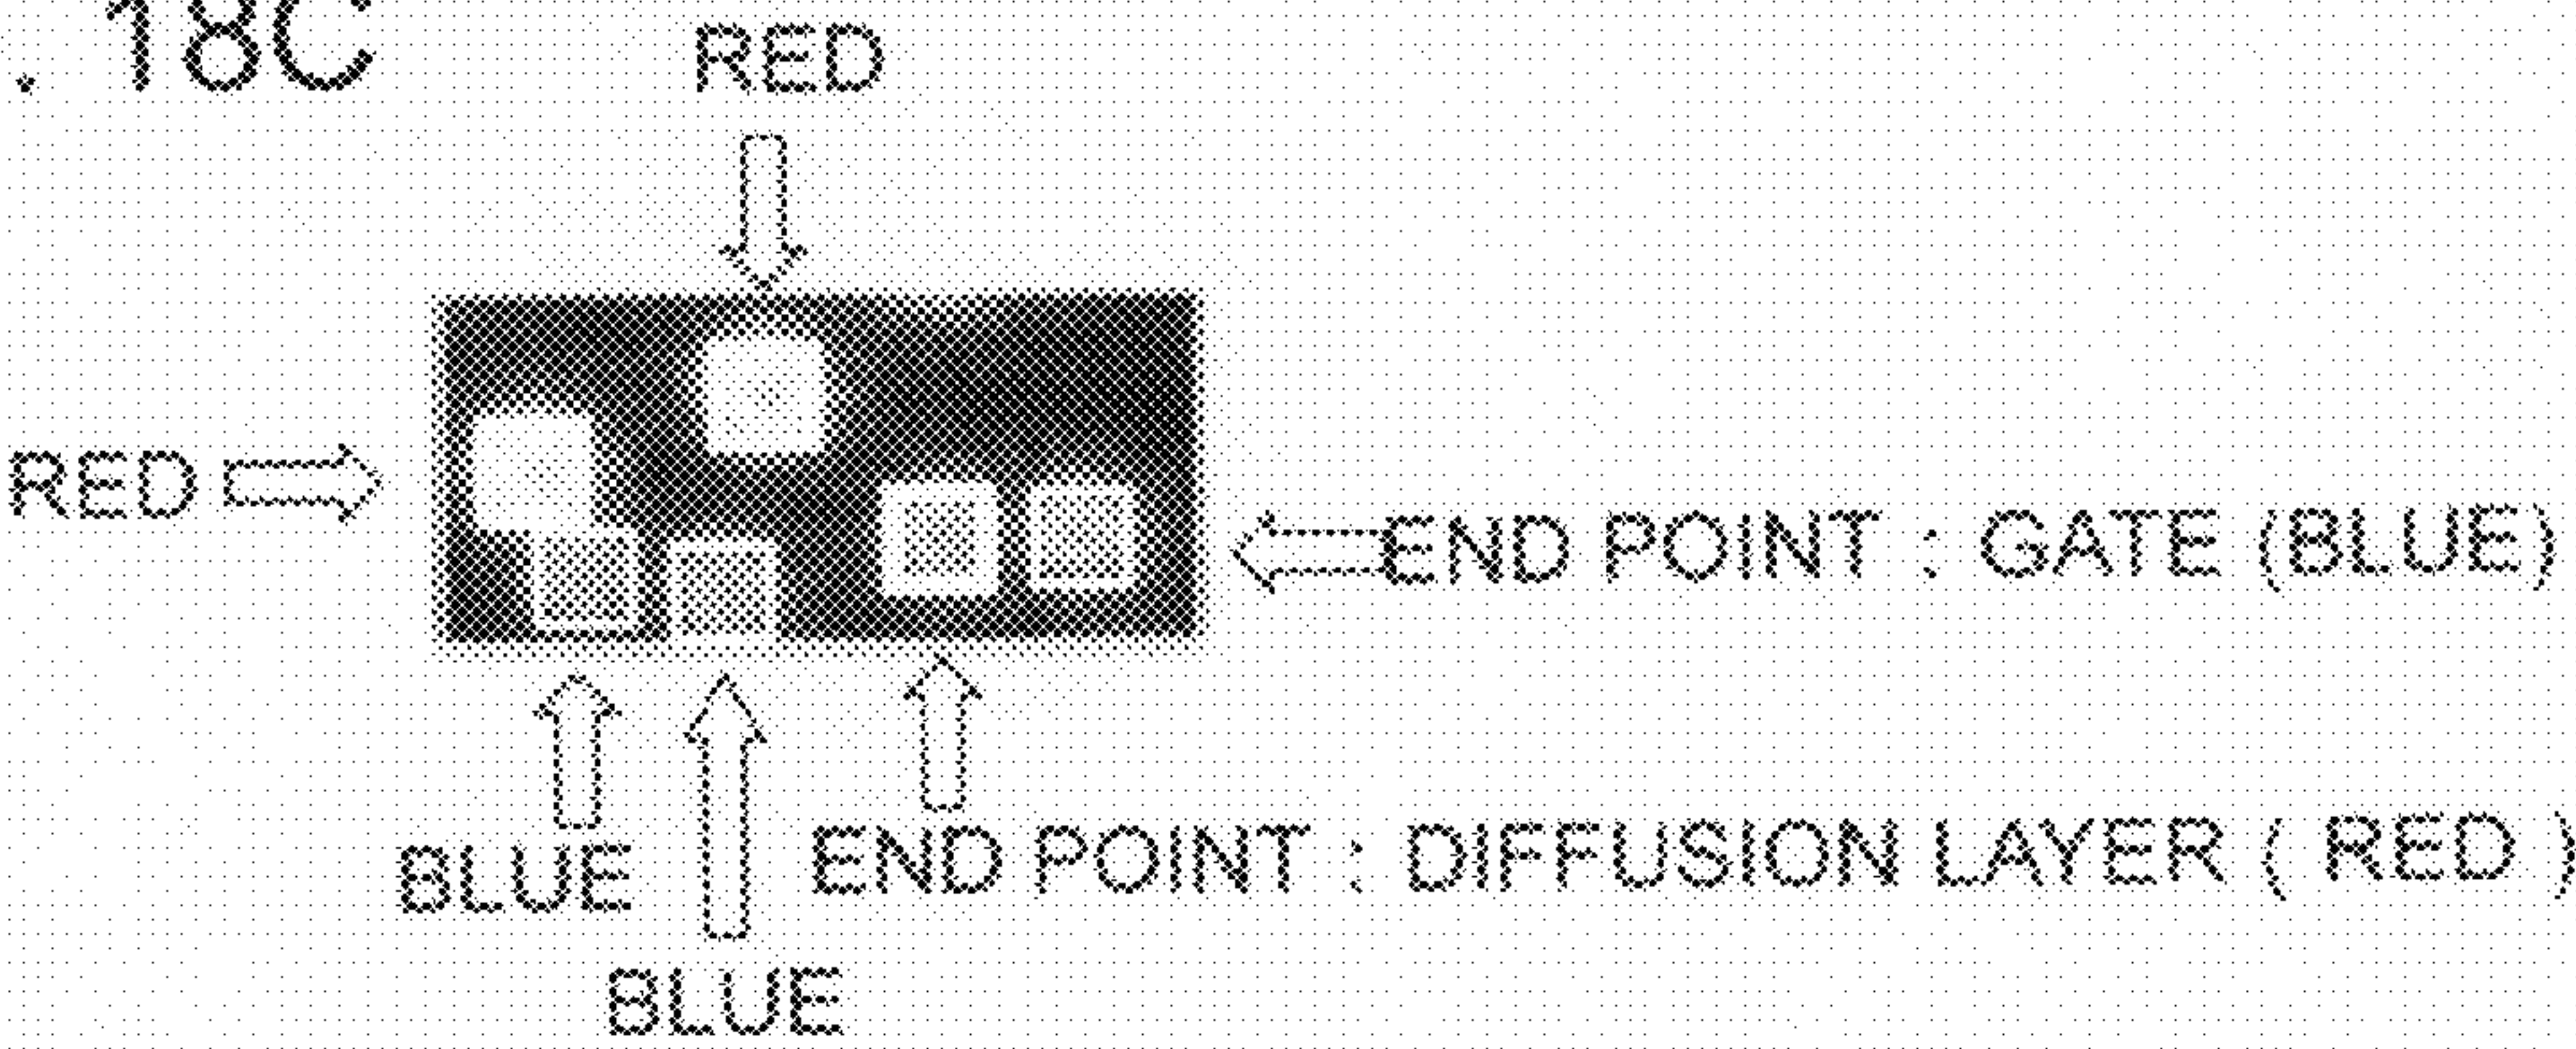 . 18C
RED
RED
END POINT : GATE (BLUE)
END POINT : DIFFUSION LAYER ( RED )
BLUE
BLUE